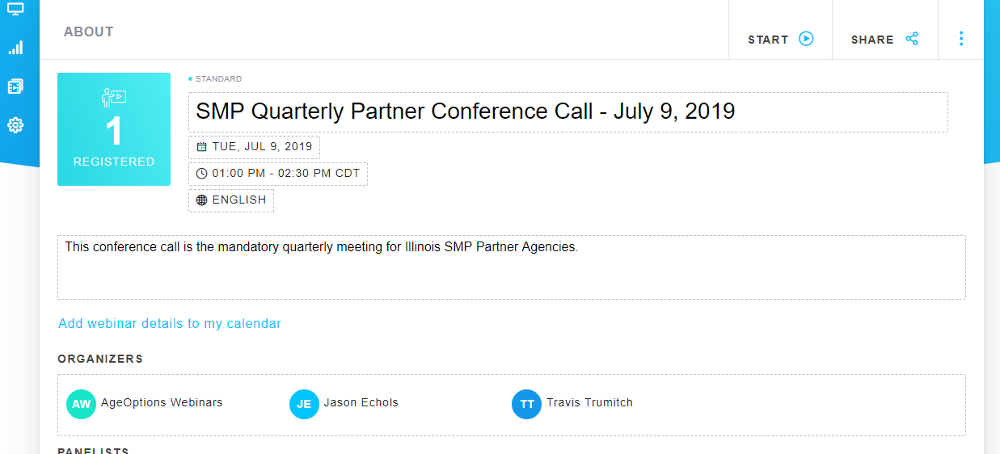 ABOUT
START
SHARE
STANDARD
1
REGISTERED
SMP Quarterly Partner Conference Call - July 9, 2019
TUE, JUL 9, 2019
01:00 PM - 02:30 PM CDT
ENGLISH
This conference call is the mandatory quarterly meeting for Illinois SMP Partner Agencies.
Add webinar details to my calendar
ORGANIZERS
AW AgeOptions Webinars
JE Jason Echols
TT Travis Trumitch
PANELISTS